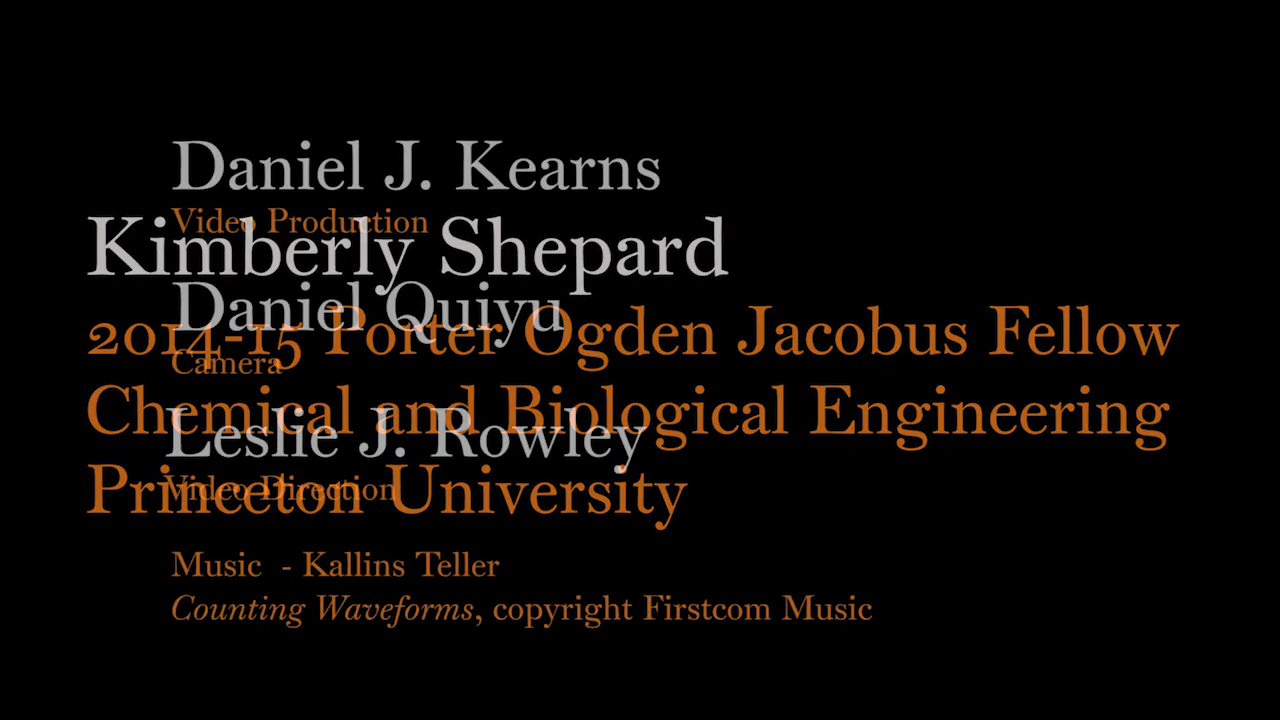 Daniel J. Kearns
Video Production
Kimberly Shepard
Daniel Quiyu
2014-15 Porter Ogden Jacobus Fellow
Camera
Chemical and Biological Engineering
Leslie J. Rowley
Princeton University
Video Direction
Music - Kallins Teller
Counting Waveforms, copyright Firstcom Music